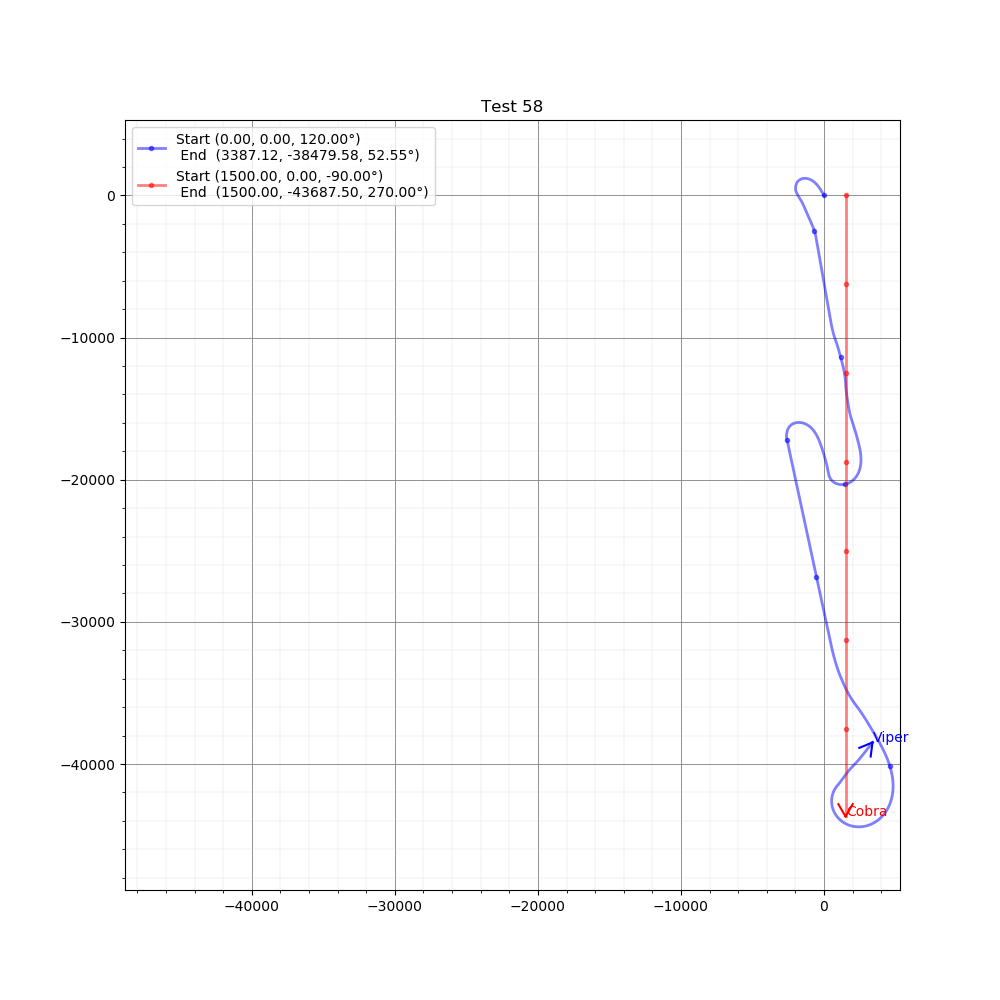 Test 58
Start (0.00, 0.00, 120.00°)
End (3387.12, -38479.58, 52.55°)
Start (1500.00, 0.00, -90.00°)
End (1500.00, -43687.50, 270.00°)
0
−10000
−20000
−30000
−40000
Viper
Cobra
−40000 −30000 −20000 −10000 0